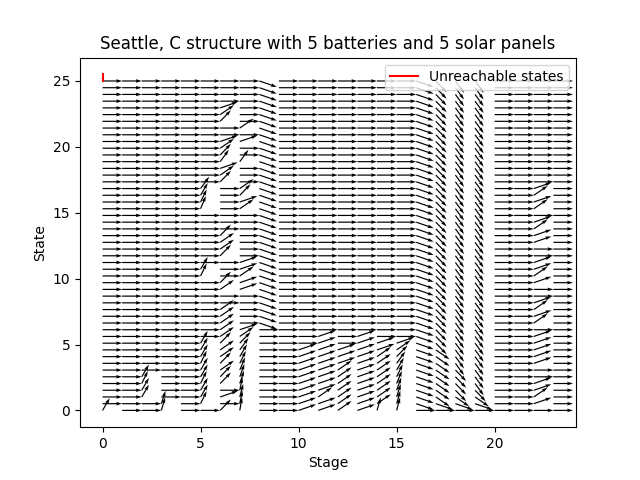 Seattle, C structure with 5 batteries and 5 solar panels
Unreachable states
25
20
15
10
5
0
State
0 5 10 15 20
Stage